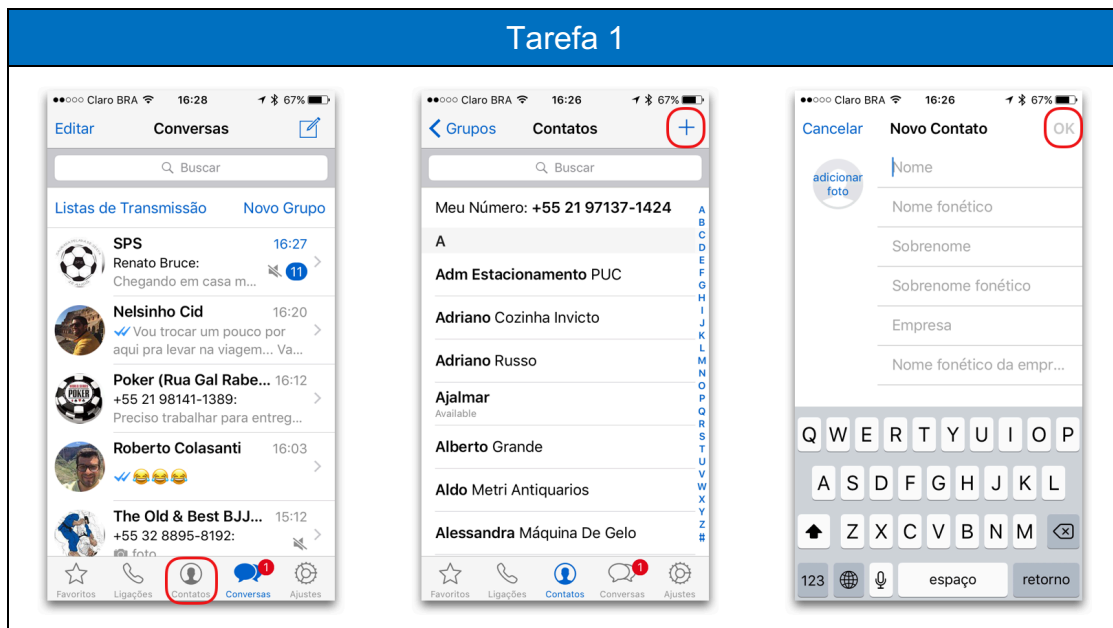 Tarefa 1
Claro BRA 16:28 67%
Editar Conversas
Buscar
Listas de Transmissão Novo Grupo
SPS 16:27
Renato Bruce:
Chegando em casa m... 11
Nelsinho Cid 16:20
Vou trocar um pouco por
aqui pra levar na viagem... Va...
Poker (Rua Gal Rabe... 16:12
+55 21 98141-1389:
Preciso trabalhar para entreg...
POKER
Roberto Colasanti 16:03
😂😂😂
The Old & Best BJJ... 15:12
+55 32 8895-8192:
foto
1
Favoritos Ligações Contatos Conversas Ajustes
Claro BRA 16:26 67%
Grupos Contatos +
Buscar
Meu Número: +55 21 97137-1424
A
Adm Estacionamento PUC
Adriano Cozinha Invicto
Adriano Russo
Ajalmar
Available
Alberto Grande
Aldo Metri Antiquarios
Alessandra Máquina De Gelo
A
B
C
D
E
F
G
H
I
J
K
L
M
N
O
P
Q
R
S
T
U
V
W
X
Y
Z
#
1
Favoritos Ligações Contatos Conversas Ajustes
Claro BRA 16:26 67%
Cancelar Novo Contato OK
adicionar
foto
Nome
Nome fonético
Sobrenome
Sobrenome fonético
Empresa
Nome fonético da empr...
Q W E R T Y U I O P
A S D F G H J K L
Z X C V B N M
123 espaço retorno